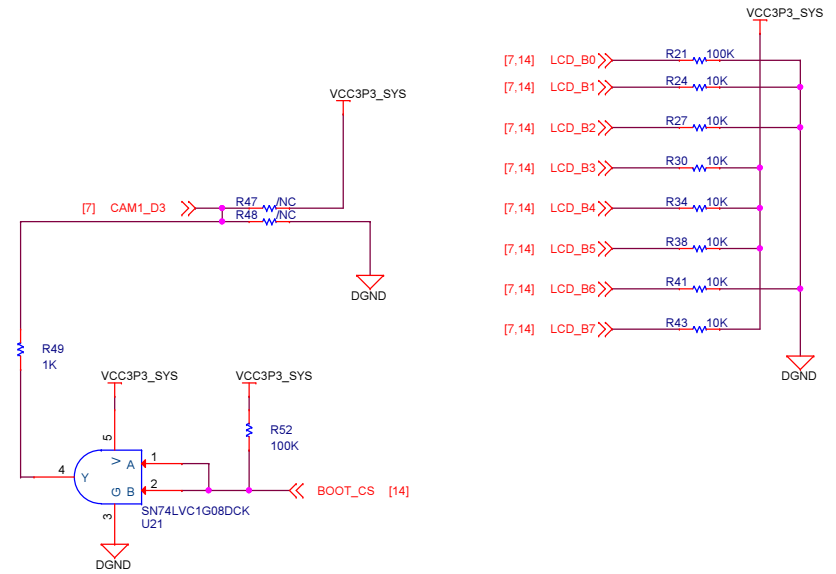 VCC3P3_SYS
[7,14] LCD_B0 R21 100K
[7,14] LCD_B1 R24 10K
[7,14] LCD_B2 R27 10K
[7,14] LCD_B3 R30 10K
[7,14] LCD_B4 R34 10K
[7,14] LCD_B5 R38 10K
[7,14] LCD_B6 R41 10K
[7,14] LCD_B7 R43 10K
DGND
VCC3P3_SYS
[7] CAM1_D3 R47 /NC
R48 /NC
DGND
R49
1K
VCC3P3_SYS
VCC3P3_SYS
R52
100K
5
V
A
1
4
Y
G
B
2
3
BOOT_CS [14]
SN74LVC1G08DCK
U21
DGND